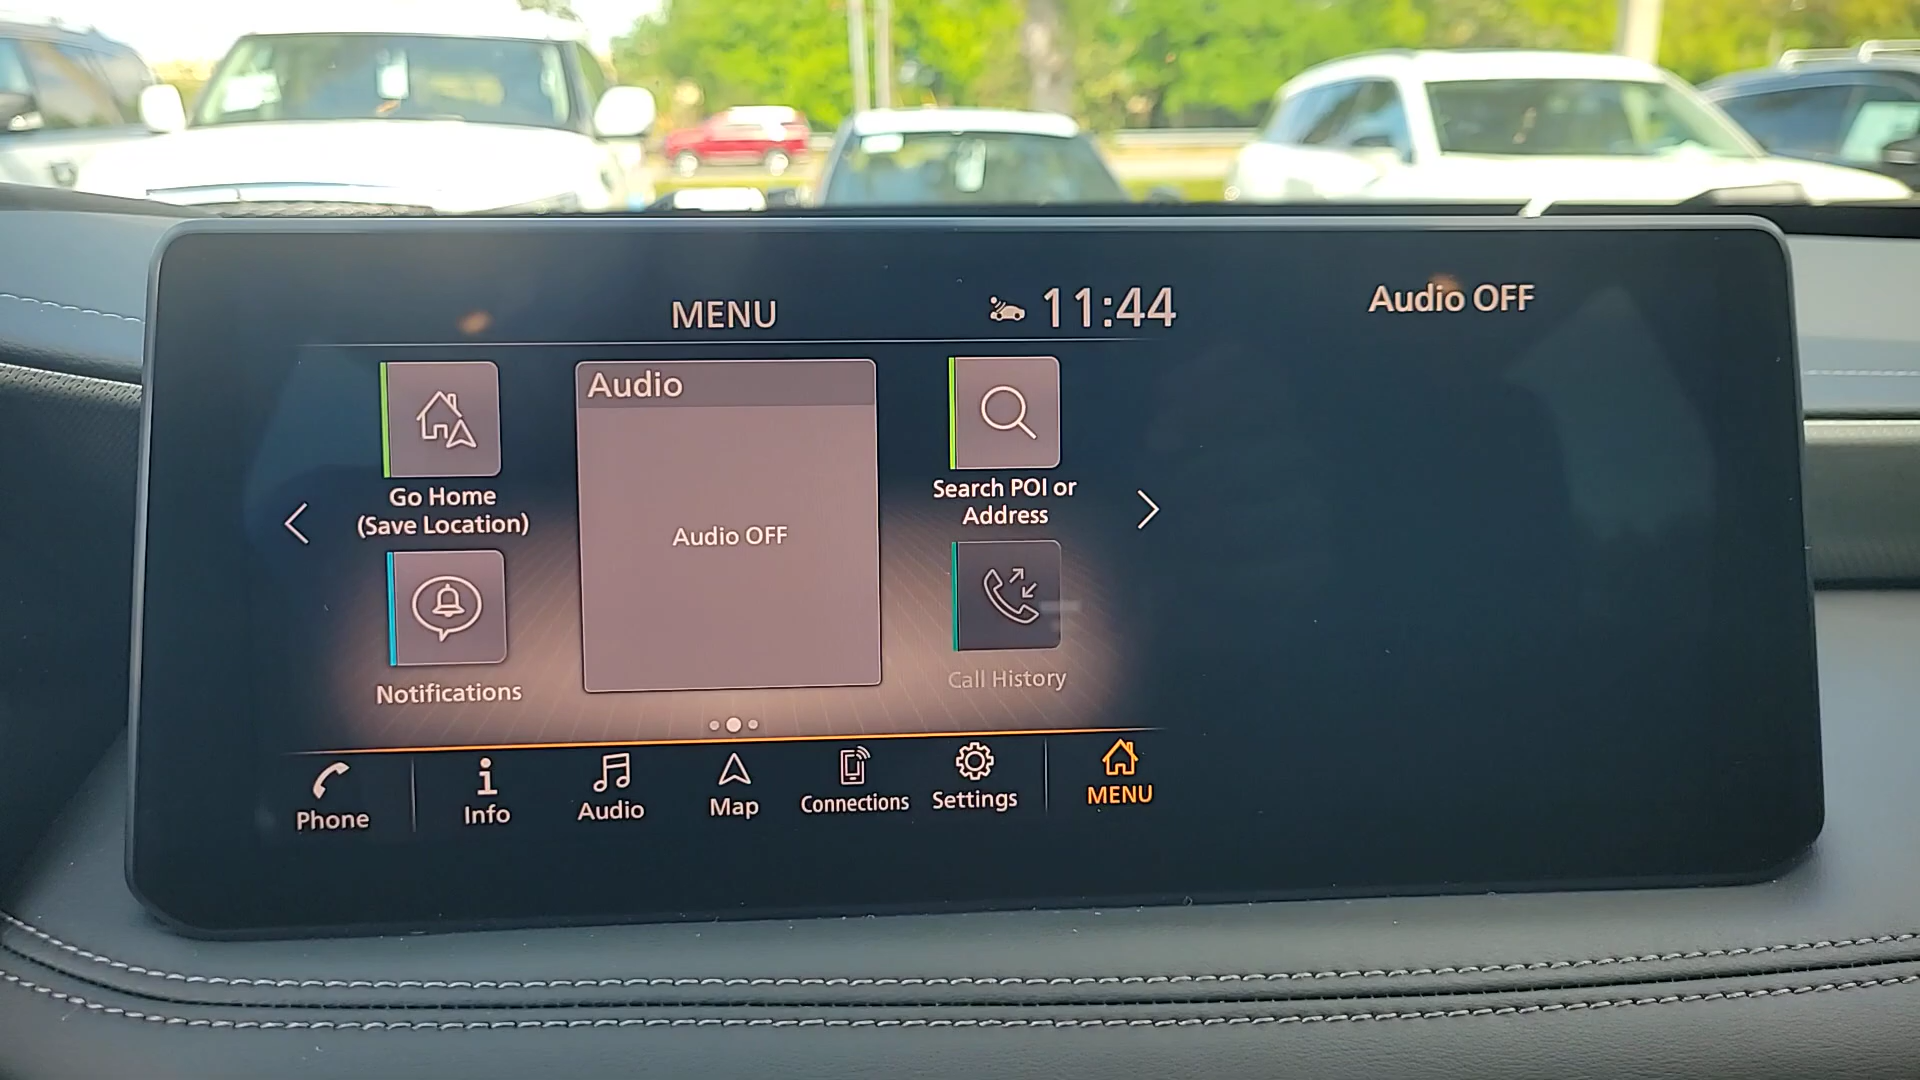 MENU
11:44
Audio OFF
Go Home
(Save Location)
Audio
Audio OFF
Search POI or
Address
Notifications
Call History
Phone
Info
Audio
Map
Connections
Settings
MENU